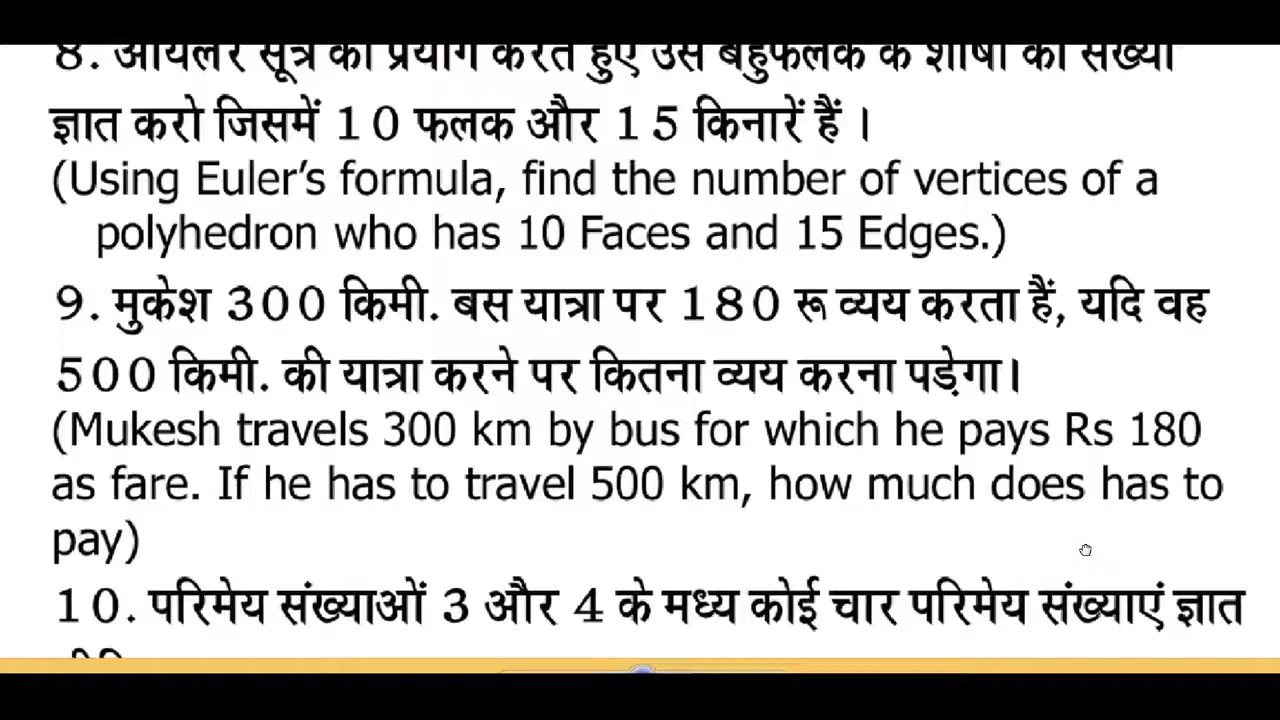 8. आयलर सूत्र का प्रयोग करते हुए उस बहुफलक के शीर्षों की संख्या
ज्ञात करो जिसमें 10 फलक और 15 किनारें हैं ।
(Using Euler’s formula, find the number of vertices of a
polyhedron who has 10 Faces and 15 Edges.)
9. मुकेश 300 किमी. बस यात्रा पर 180 रू व्यय करता हैं, यदि वह
500 किमी. की यात्रा करने पर कितना व्यय करना पड़ेगा।
(Mukesh travels 300 km by bus for which he pays Rs 180
as fare. If he has to travel 500 km, how much does has to
pay)
10. परिमेय संख्याओं 3 और 4 के मध्य कोई चार परिमेय संख्याएं ज्ञात